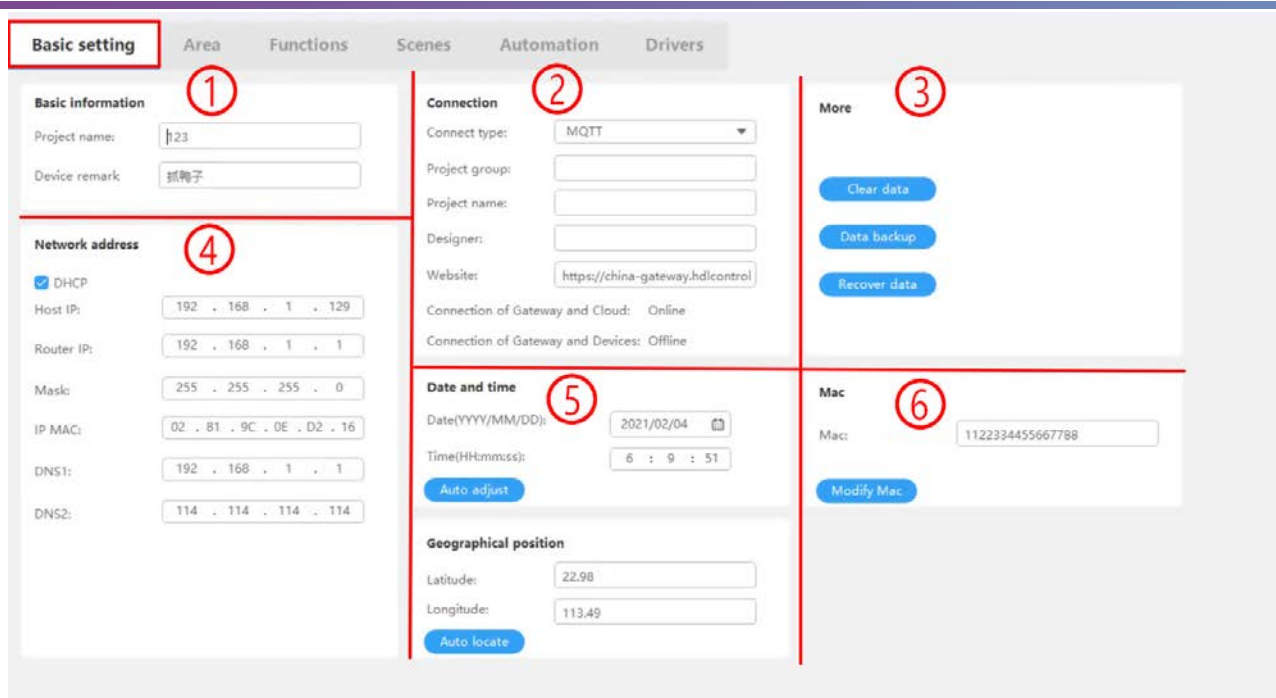 Basic setting Area Functions Scenes Automation Drivers
1
Basic information
Project name: 123
Device remark 抓鸭子
4
Network address
DHCP
Host IP: 192 . 168 . 1 . 129
Router IP: 192 . 168 . 1 . 1
Mask: 255 . 255 . 255 . 0
IP MAC: 02 . 81 . 9C . 0E . D2 . 16
DNS1: 192 . 168 . 1 . 1
DNS2: 114 . 114 . 114 . 114
2
Connection
Connect type: MQTT
Project group:
Project name:
Designer:
Website: https://china-gateway.hdlcontrol
Connection of Gateway and Cloud: Online
Connection of Gateway and Devices: Offline
5
Date and time
Date(YYYY/MM/DD): 2021/02/04
Time(HH:mm:ss): 6 : 9 : 51
Auto adjust
Geographical position
Latitude: 22.98
Longitude: 113.49
Auto locate
3
More
Clear data
Data backup
Recover data
6
Mac
Mac: 1122334455667788
Modify Mac